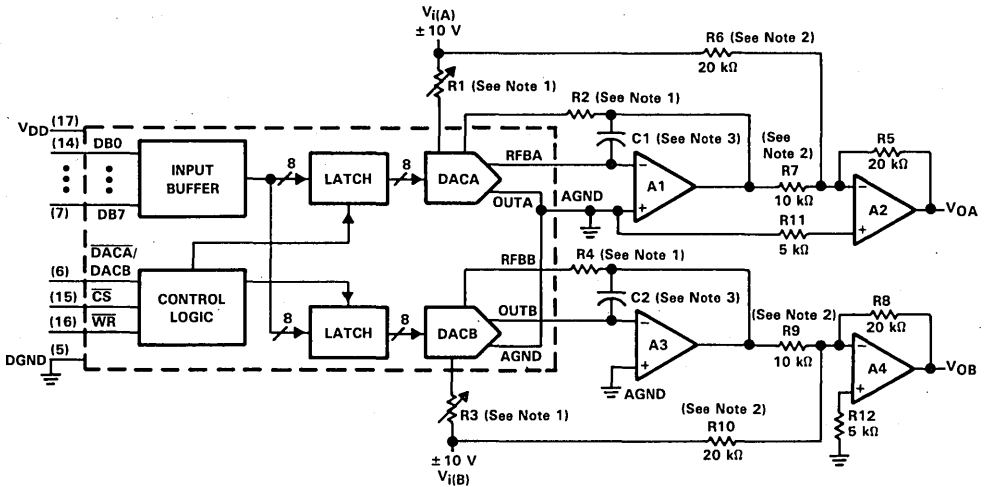 Vi(A)
± 10 V
R6 (See Note 2)
20 kΩ
R1 (See Note 1)
R2 (See Note 1)
VDD (17)
(14) DB0
(7) DB7
INPUT
BUFFER
8
LATCH
8
DACA
RFBA
OUTA
C1 (See Note 3)
AGND
A1
(See
Note 2)
R7
10 kΩ
R11
5 kΩ
R5
20 kΩ
A2
VOA
DACA/
DACB
(6)
(15) CS
(16) WR
DGND (5)
CONTROL
LOGIC
8
LATCH
8
DACB
RFBB
OUTB
AGND
R4 (See Note 1)
C2 (See Note 3)
A3
AGND
(See Note 2)
R9
10 kΩ
R8
20 kΩ
A4
VOB
R12
5 kΩ
R3 (See Note 1)
(See Note 2)
R10
20 kΩ
± 10 V
Vi(B)